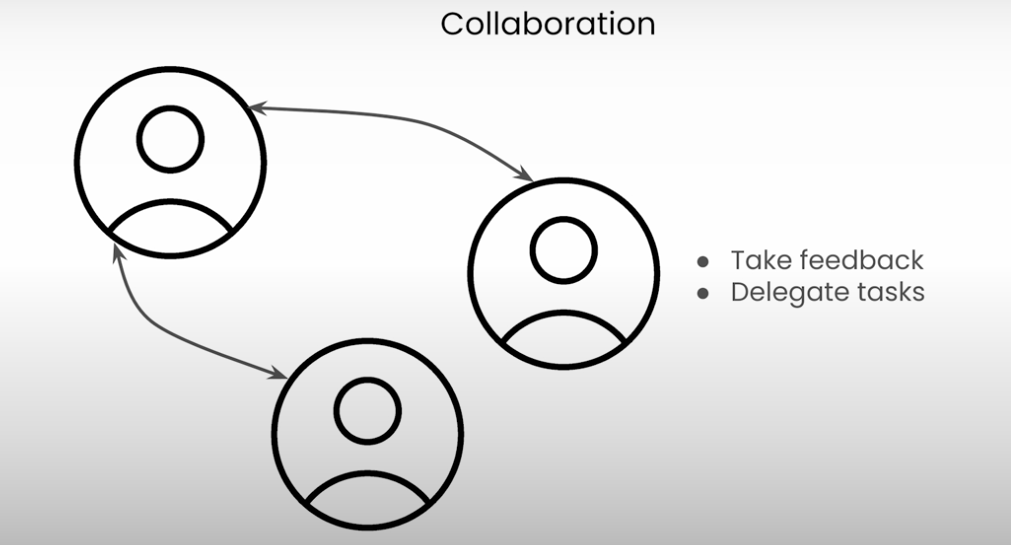 Collaboration
● Take feedback
● Delegate tasks